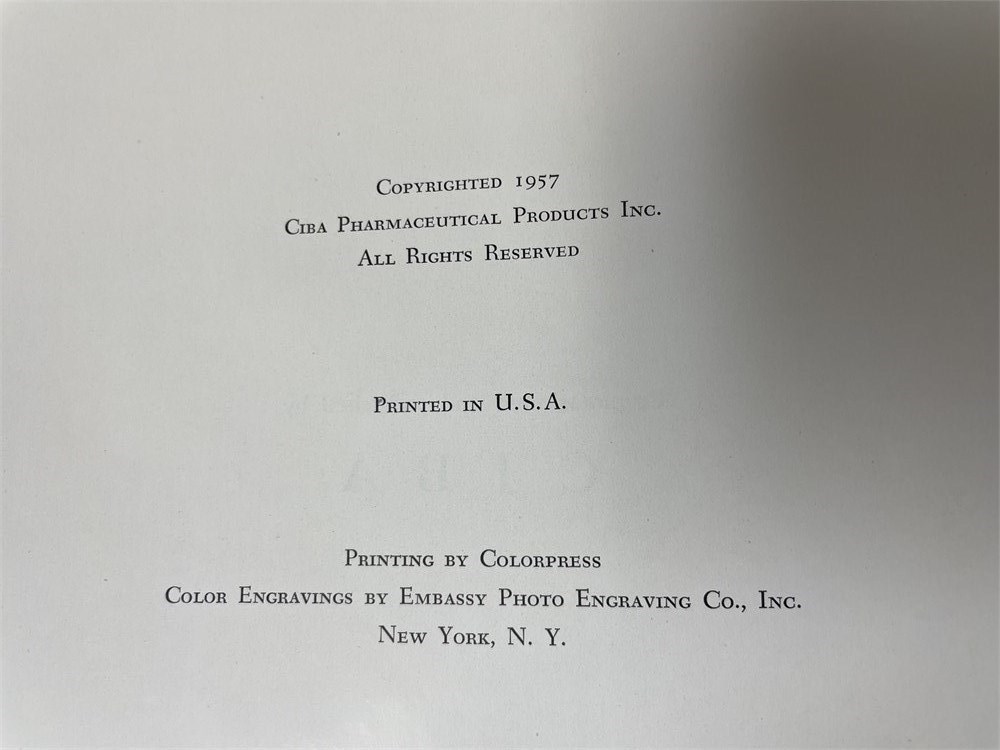 Copyrighted 1957
Ciba Pharmaceutical Products Inc.
All Rights Reserved
Printed in U.S.A.
Printing by Colorpress
Color Engravings by Embassy Photo Engraving Co., Inc.
New York, N. Y.